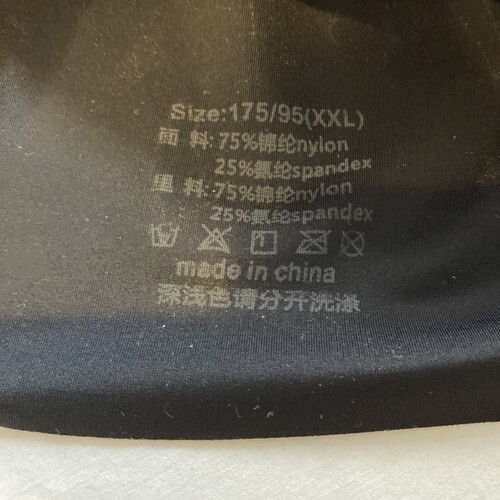 Size:175/95(XXL)
面 料:75%锦纶nylon
25%氨纶spandex
里 料:75%锦纶nylon
25%氨纶spandex
made in china
深浅色请分开洗涤